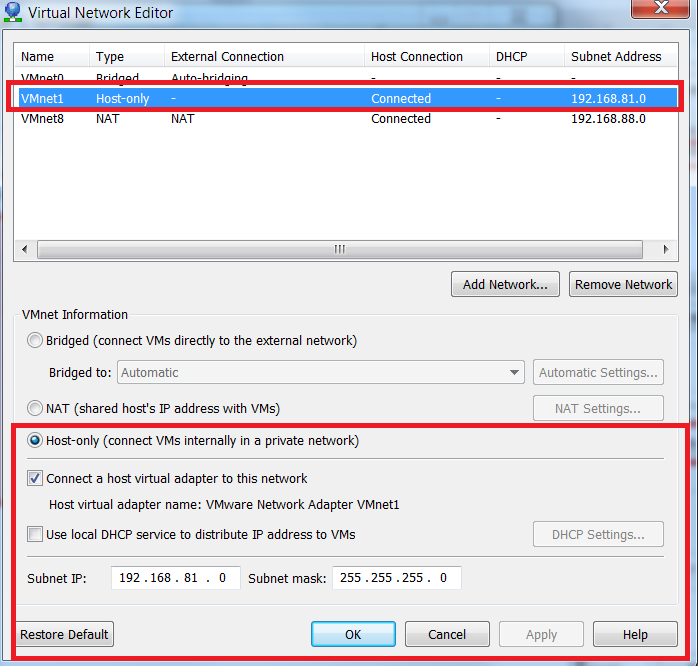 Virtual Network Editor
Name Type External Connection Host Connection DHCP Subnet Address
VMnet0 Bridged Auto-bridging - - -
VMnet1 Host-only - Connected - 192.168.81.0
VMnet8 NAT NAT Connected - 192.168.88.0
Add Network... Remove Network
VMnet Information
Bridged (connect VMs directly to the external network)
Bridged to: Automatic Automatic Settings...
NAT (shared host's IP address with VMs) NAT Settings...
Host-only (connect VMs internally in a private network)
Connect a host virtual adapter to this network
Host virtual adapter name: VMware Network Adapter VMnet1
Use local DHCP service to distribute IP address to VMs DHCP Settings...
Subnet IP: 192 . 168 . 81 . 0 Subnet mask: 255 . 255 . 255 . 0
Restore Default OK Cancel Apply Help